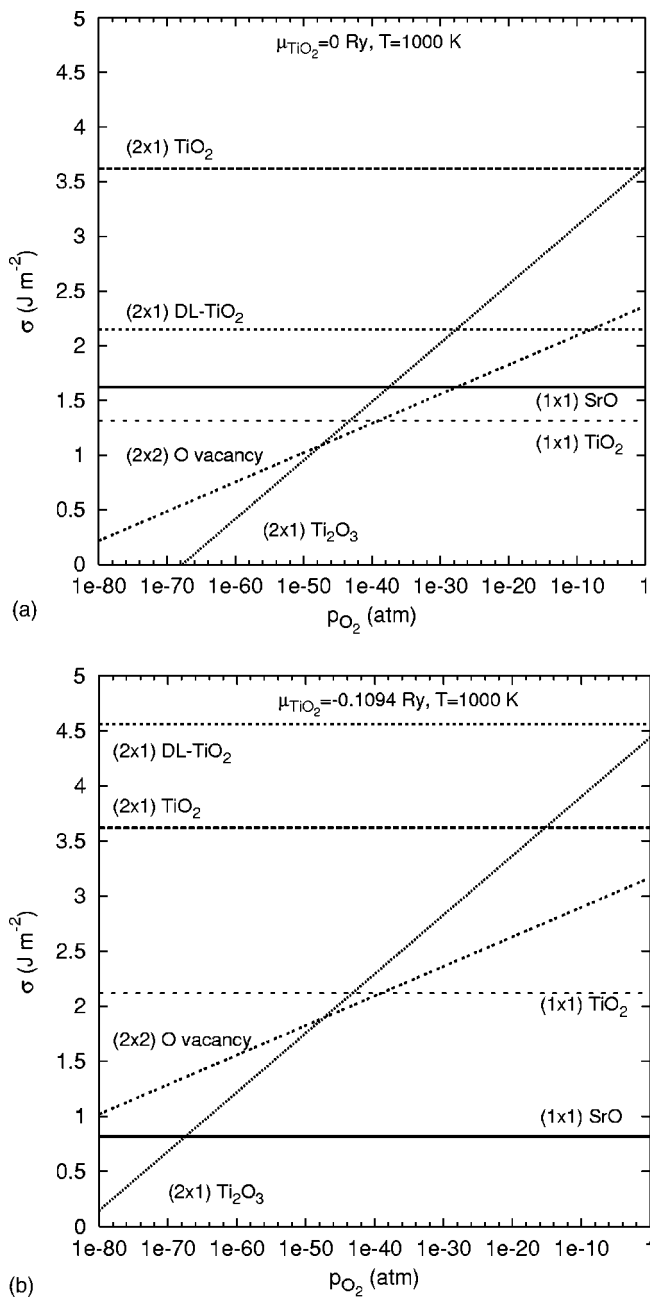 μTiO₂=0 Ry, T=1000 K
5
4.5
4
3.5
3
2.5
2
1.5
1
0.5
0
σ (J m⁻²)
(2x1) TiO₂
(2x1) DL-TiO₂
(1x1) SrO
(1x1) TiO₂
(2x2) O vacancy
(2x1) Ti₂O₃
1e-80 1e-70 1e-60 1e-50 1e-40 1e-30 1e-20 1e-10 1
(a)
pO₂ (atm)
μTiO₂=-0.1094 Ry, T=1000 K
5
4.5
4
3.5
3
2.5
2
1.5
1
0.5
0
σ (J m⁻²)
(2x1) DL-TiO₂
(2x1) TiO₂
(1x1) TiO₂
(2x2) O vacancy
(1x1) SrO
(2x1) Ti₂O₃
1e-80 1e-70 1e-60 1e-50 1e-40 1e-30 1e-20 1e-10 1
(b)
pO₂ (atm)